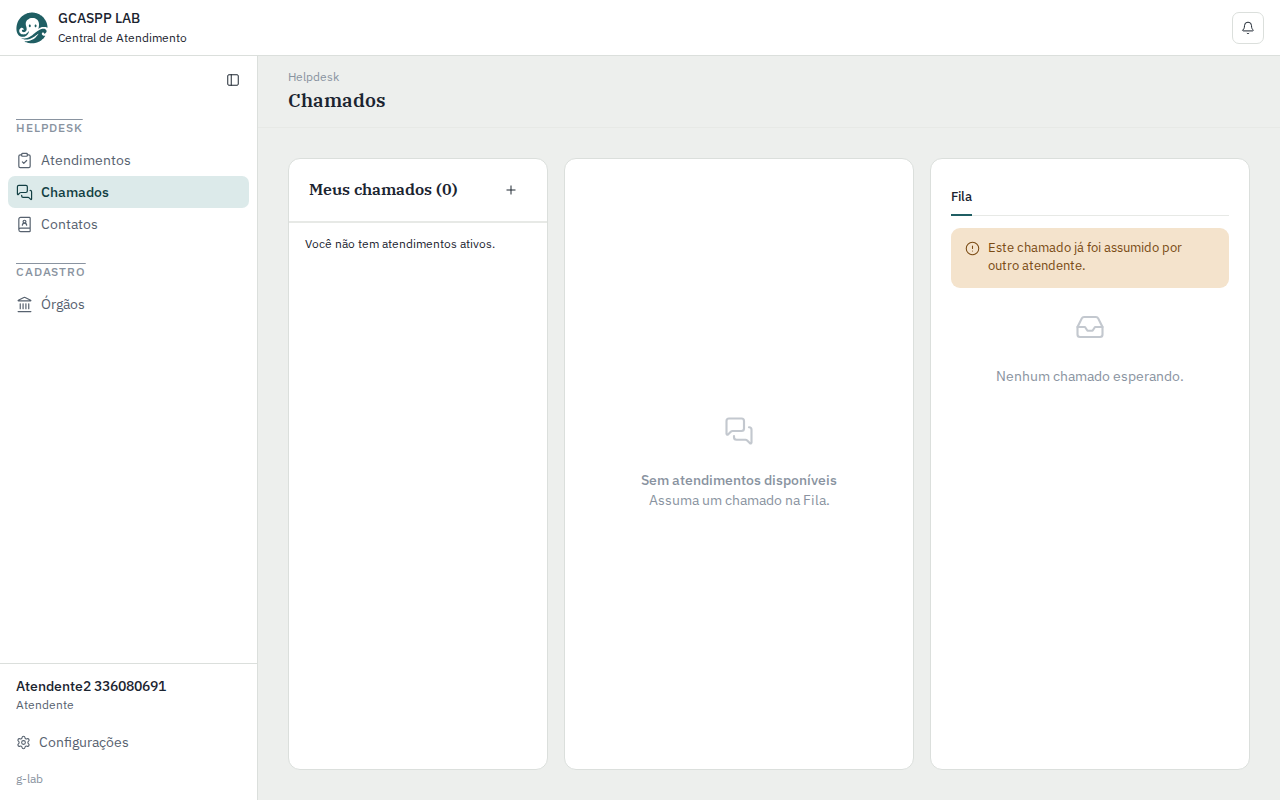 GCASPP LAB
Central de Atendimento
HELPDESK
Atendimentos
Chamados
Contatos
CADASTRO
Órgãos
Atendente2 336080691
Atendente
Configurações
g-lab
Helpdesk
Chamados
Meus chamados (0)
Você não tem atendimentos ativos.
Sem atendimentos disponíveis
Assuma um chamado na Fila.
Fila
Este chamado já foi assumido por
outro atendente.
Nenhum chamado esperando.